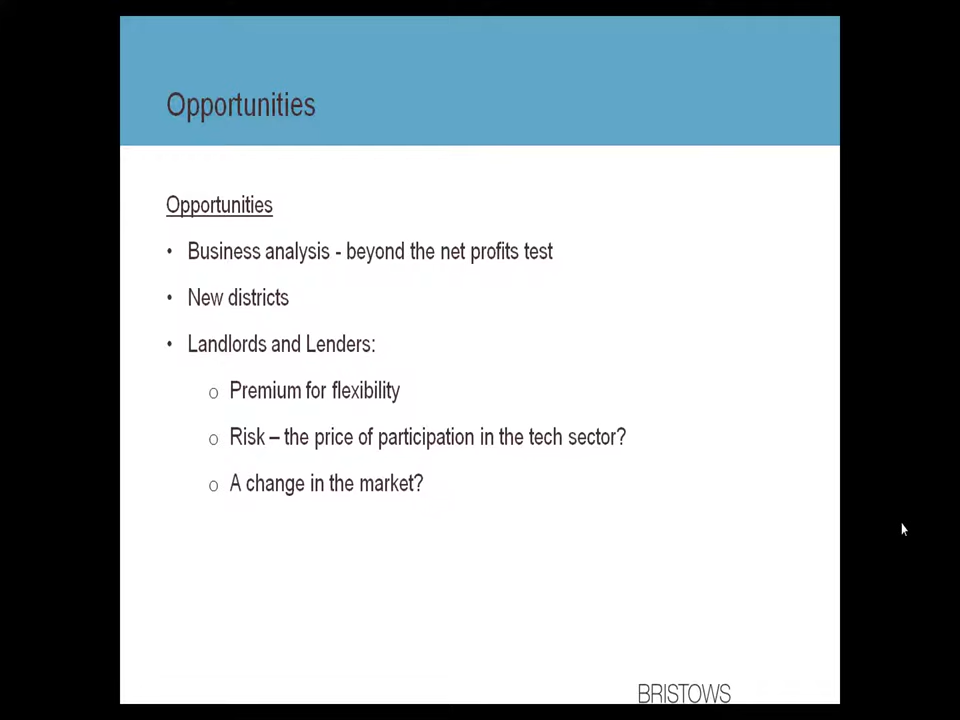 Opportunities
Opportunities
• Business analysis - beyond the net profits test
• New districts
• Landlords and Lenders:
o Premium for flexibility
o Risk – the price of participation in the tech sector?
o A change in the market?
BRISTOWS